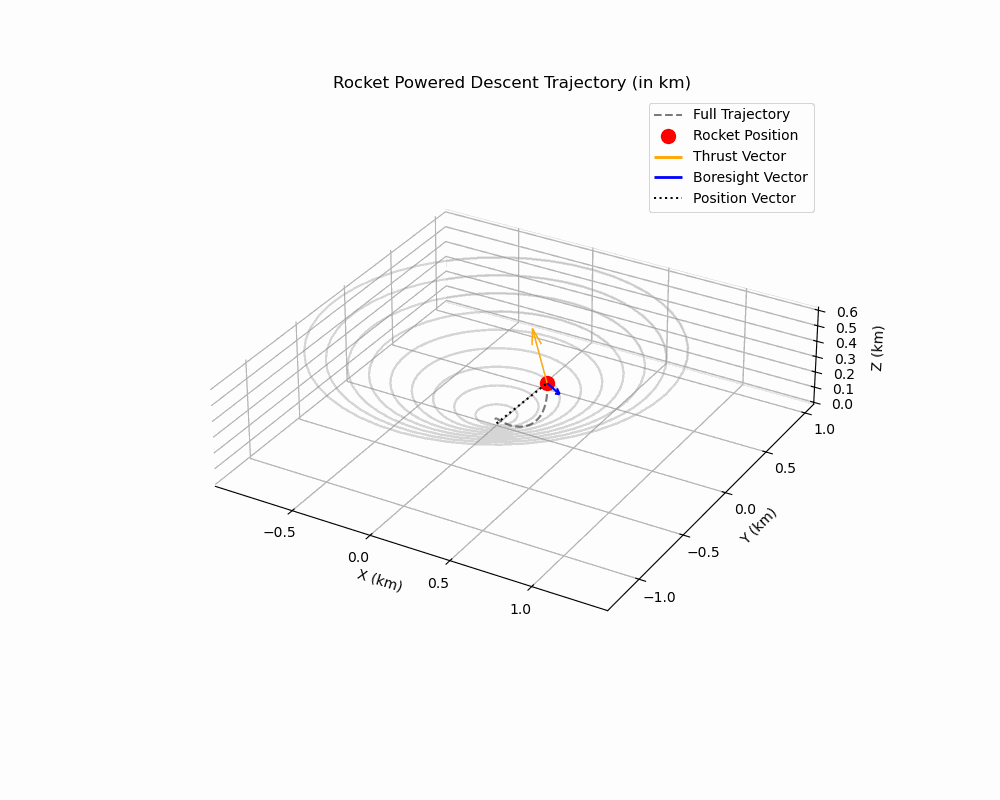 Rocket Powered Descent Trajectory (in km)
Full Trajectory
Rocket Position
Thrust Vector
Boresight Vector
Position Vector
0.6
0.5
0.4
0.3
0.2
0.1
0.0
Z (km)
1.0
0.5
0.0
−0.5
−1.0
Y (km)
−0.5
0.0
0.5
1.0
X (km)